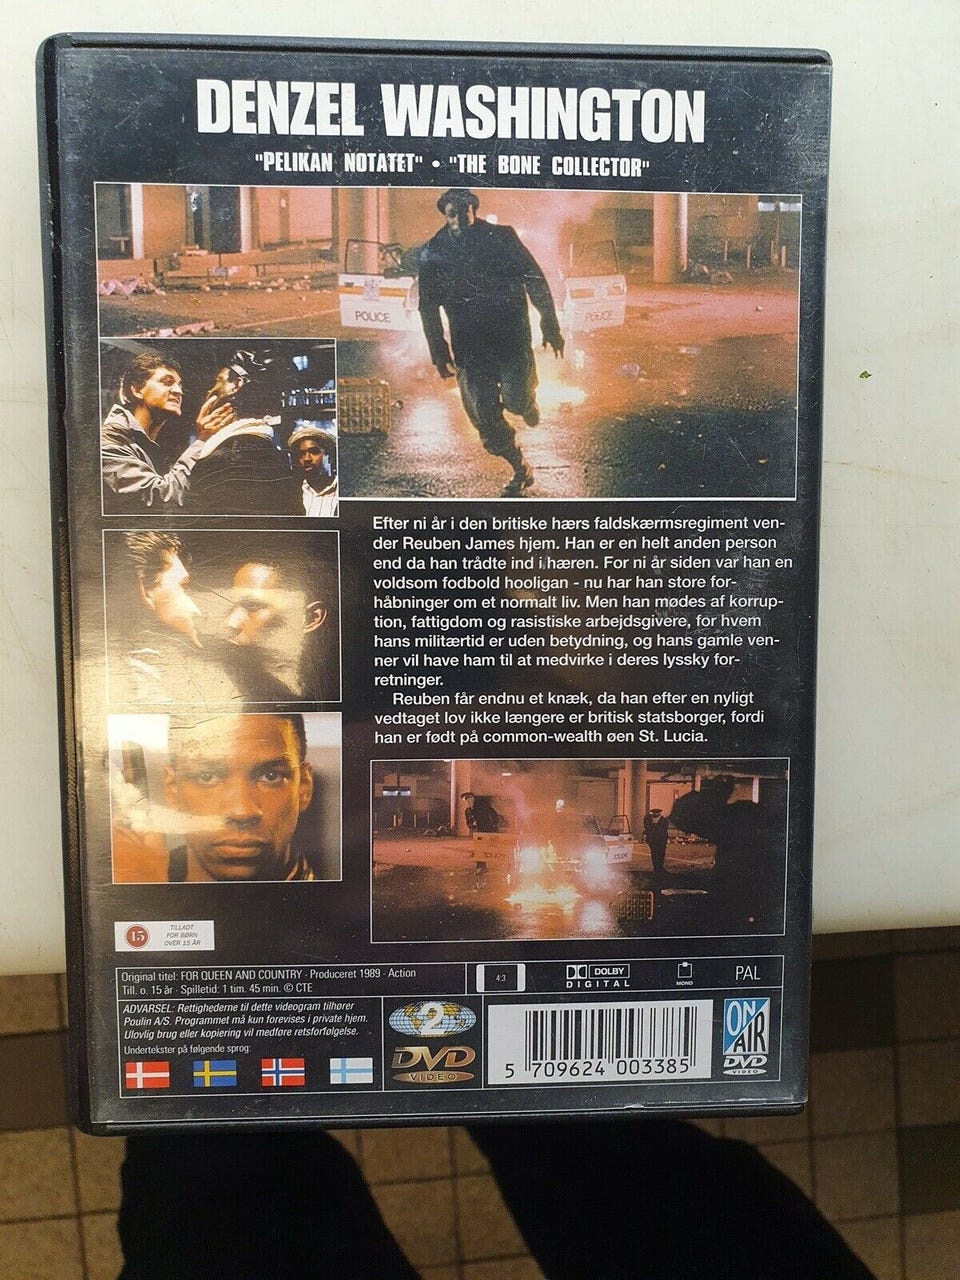 DENZEL WASHINGTON
"PELIKAN NOTATET" • "THE BONE COLLECTOR"
POLICE
POLICE
Efter ni år i den britiske hærs faldskærmsregiment ven-
der Reuben James hjem. Han er en helt anden person
end da han trådte ind i hæren. For ni år siden var han en
voldsom fodbold hooligan - nu har han store for-
håbninger om et normalt liv. Men han mødes af korrup-
tion, fattigdom og rasistiske arbejdsgivere, for hvem
hans militærtid er uden betydning, og hans gamle ven-
ner vil have ham til at medvirke i deres lyssky for-
retninger.
Reuben får endnu et knæk, da han efter en nyligt
vedtaget lov ikke længere er britisk statsborger, fordi
han er født på common-wealth øen St. Lucia.
15
TILLADT
FOR BØRN
OVER 15 ÅR
Original titel: FOR QUEEN AND COUNTRY · Produceret 1989 · Action
Till. o. 15 år · Spilletid: 1 tim. 45 min. © CTE
4:3
DOLBY
DIGITAL
MONO
PAL
ADVARSEL: Rettighederne til dette videogram tilhører
Poulin A/S. Programmet må kun forevises i private hjem.
Ulovlig brug eller kopiering vil medføre retsforfølgelse.
Undertekster på følgende sprog:
2
DVD
VIDEO
5 709624 003385
ON
AIR
DVD
VIDEO